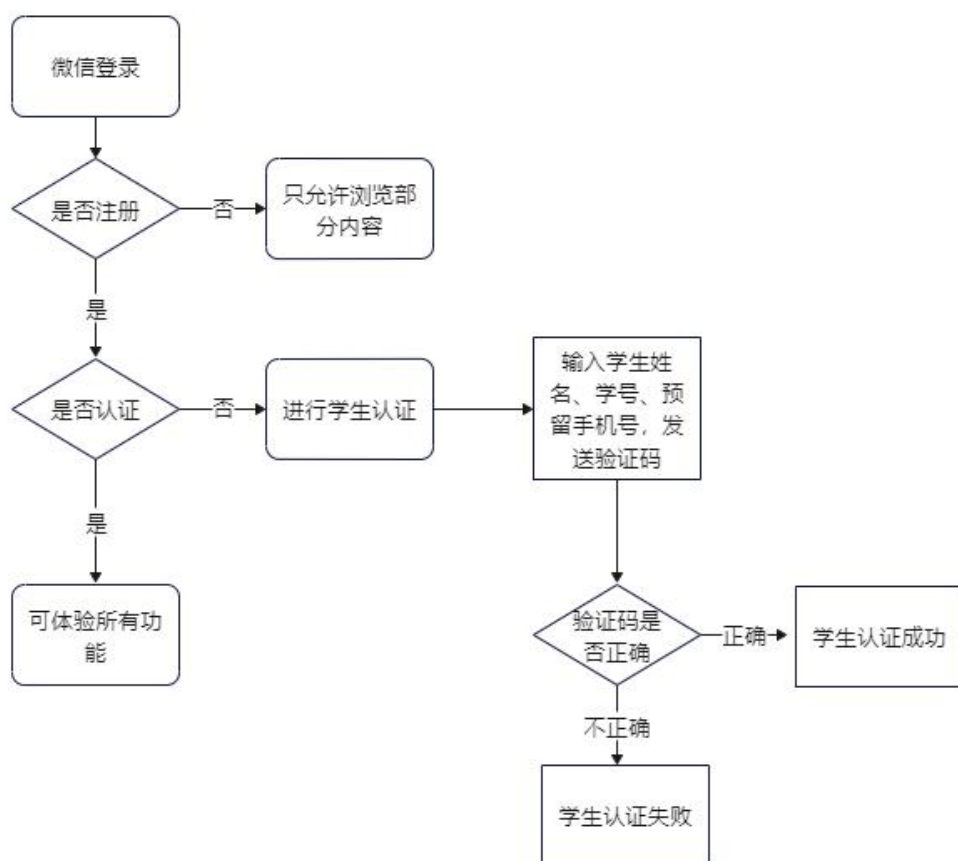 微信登录
是否注册
否
只允许浏览部
分内容
是
是否认证
否
进行学生认证
输入学生姓
名、学号、预
留手机号，发
送验证码
是
可体验所有功
能
验证码是
否正确
正确
学生认证成功
不正确
学生认证失败